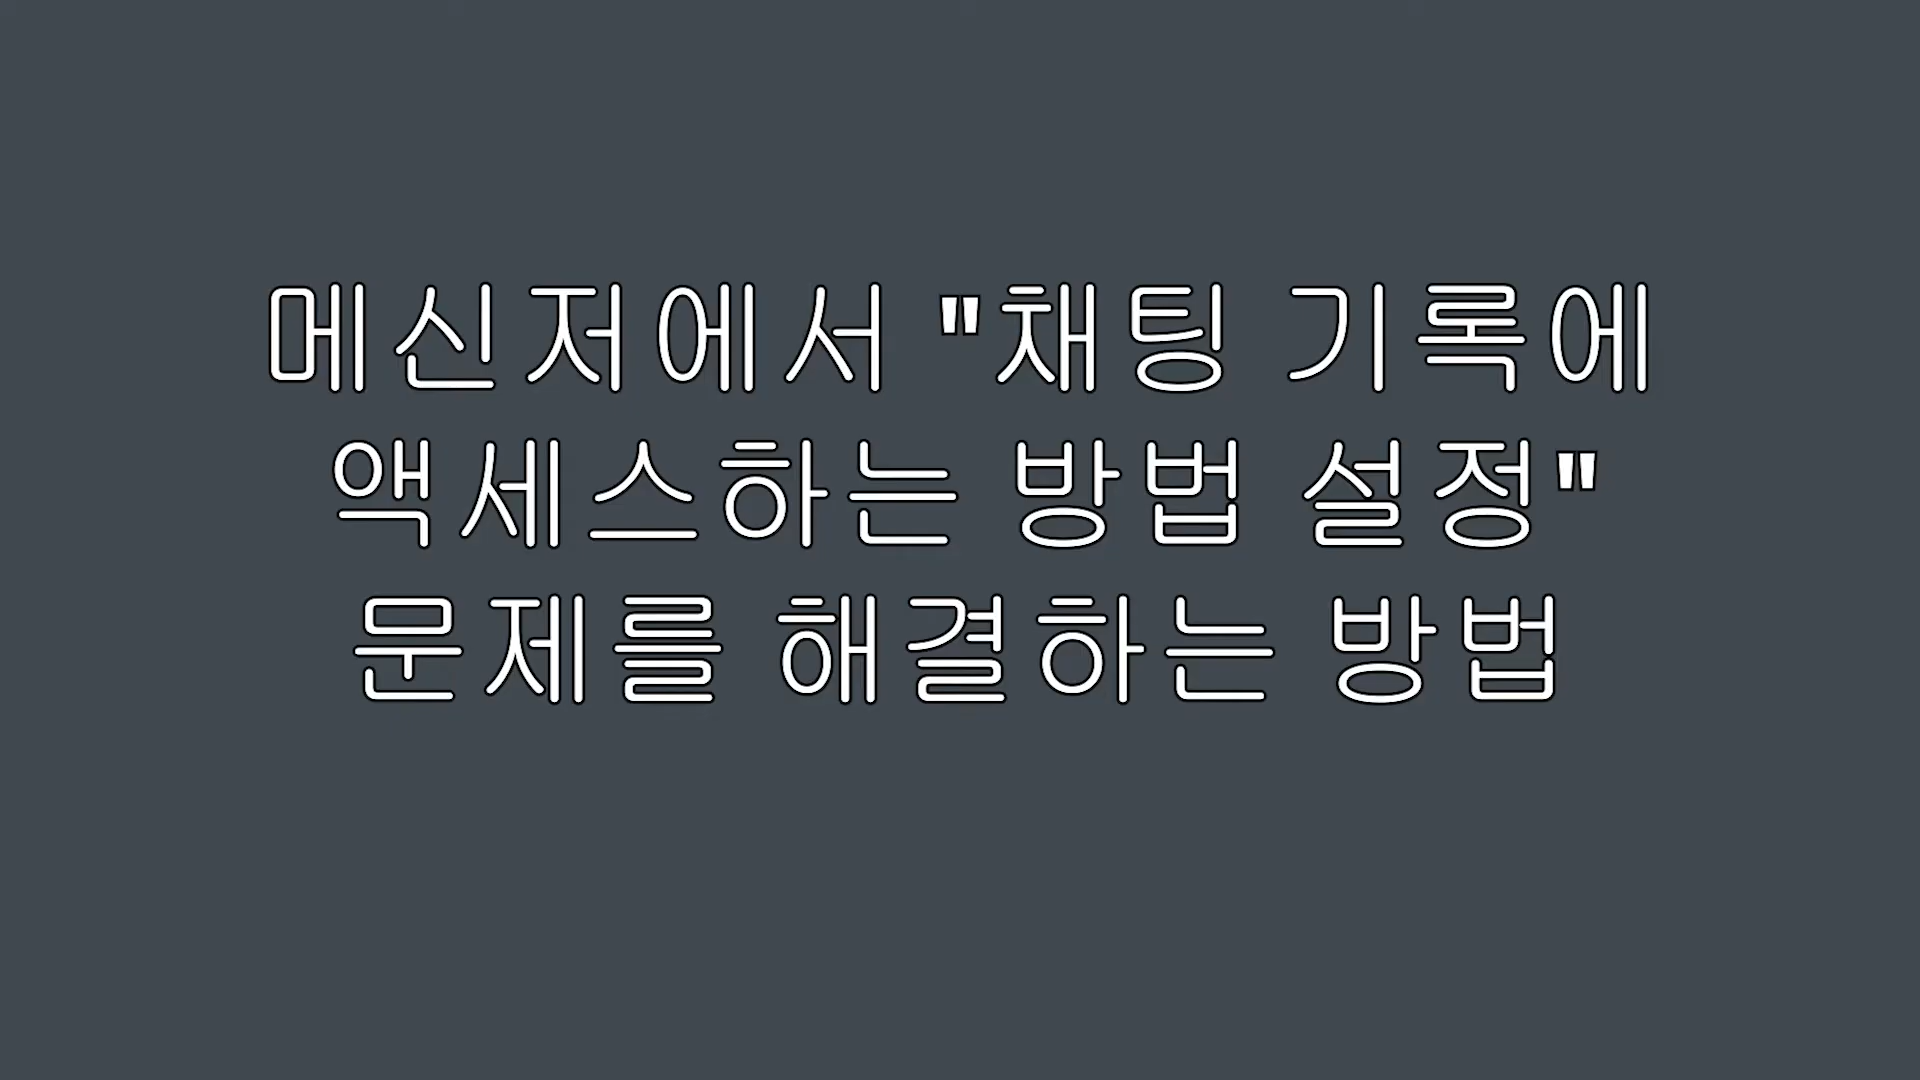 메신저에서 "채팅 기록에
액세스하는 방법 설정"
문제를 해결하는 방법